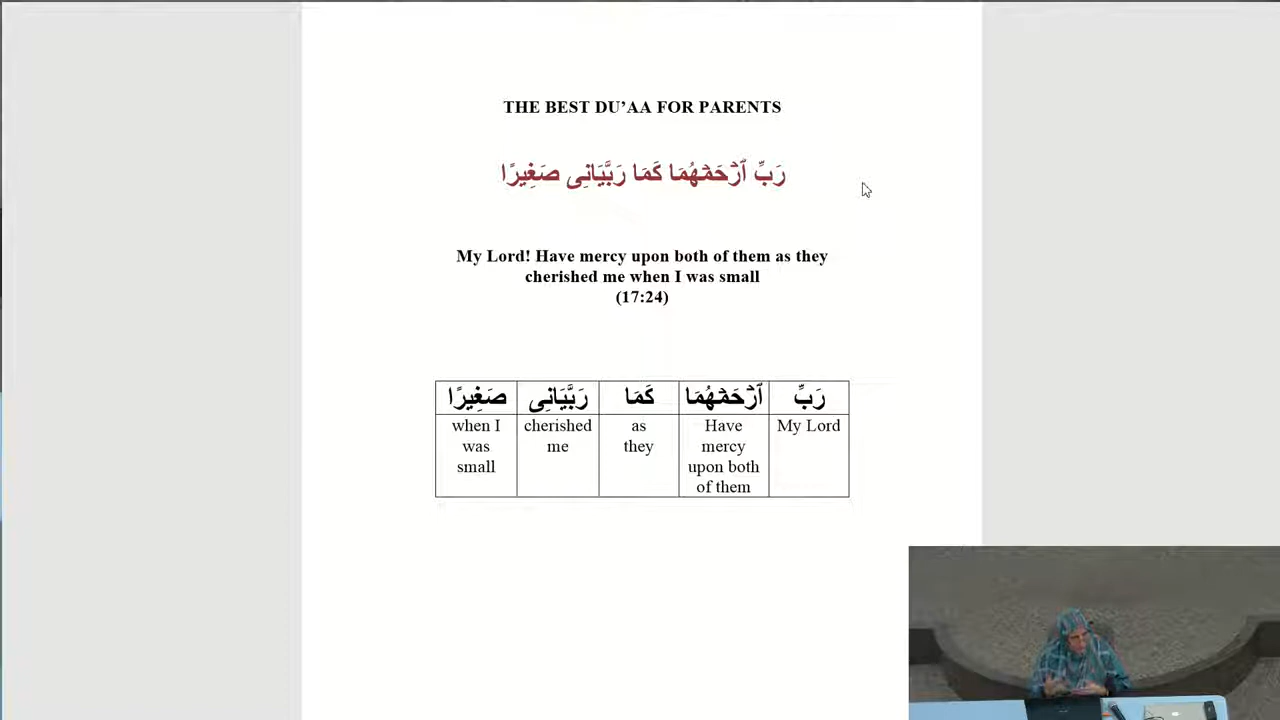 THE BEST DU’AA FOR PARENTS
رَبِّ ٱرْحَمْهُمَا كَمَا رَبَّيَانِى صَغِيرًا
My Lord! Have mercy upon both of them as they
cherished me when I was small
(17:24)
رَبِّ ٱرْحَمْهُمَا كَمَا رَبَّيَانِى صَغِيرًا
My Lord
Have
mercy
upon both
of them
as
they
cherished
me
when I
was
small